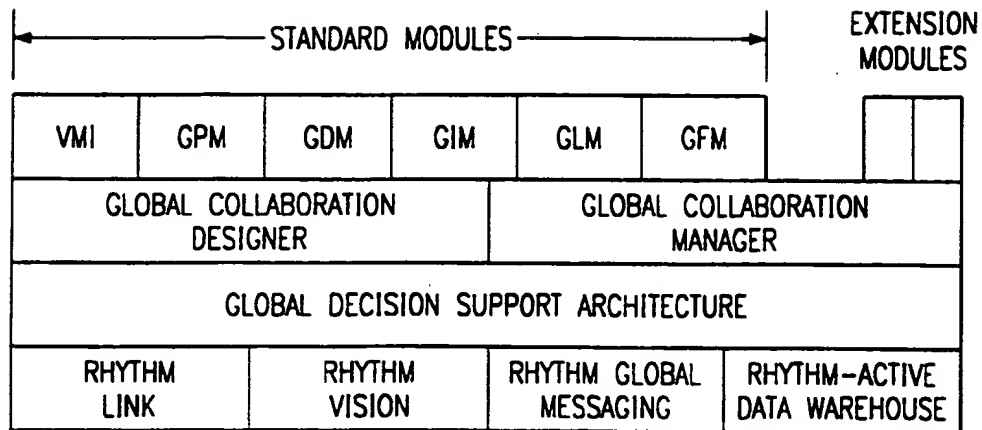 STANDARD MODULES
EXTENSION
MODULES
VMI GPM GDM GIM GLM GFM
GLOBAL COLLABORATION
DESIGNER
GLOBAL COLLABORATION
MANAGER
GLOBAL DECISION SUPPORT ARCHITECTURE
RHYTHM
LINK
RHYTHM
VISION
RHYTHM GLOBAL
MESSAGING
RHYTHM-ACTIVE
DATA WAREHOUSE